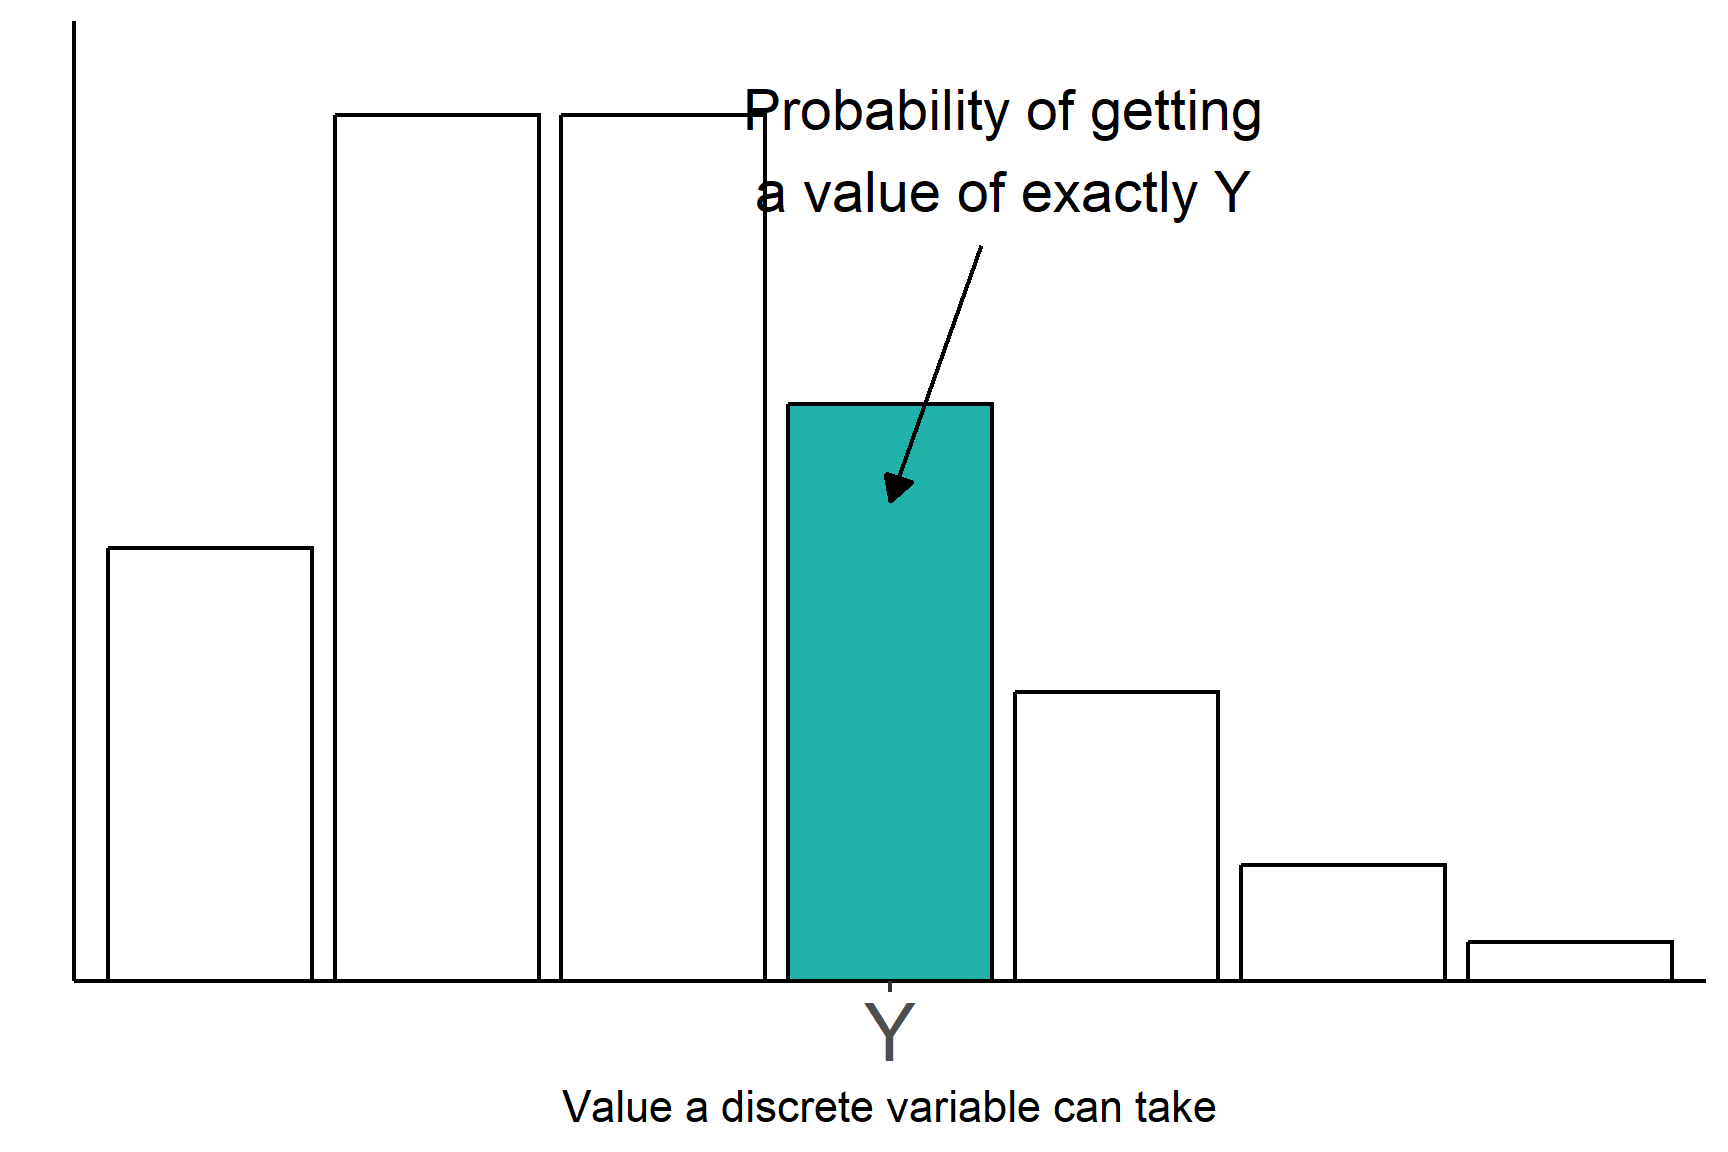 Probability of getting
a value of exactly Y
Y
Value a discrete variable can take